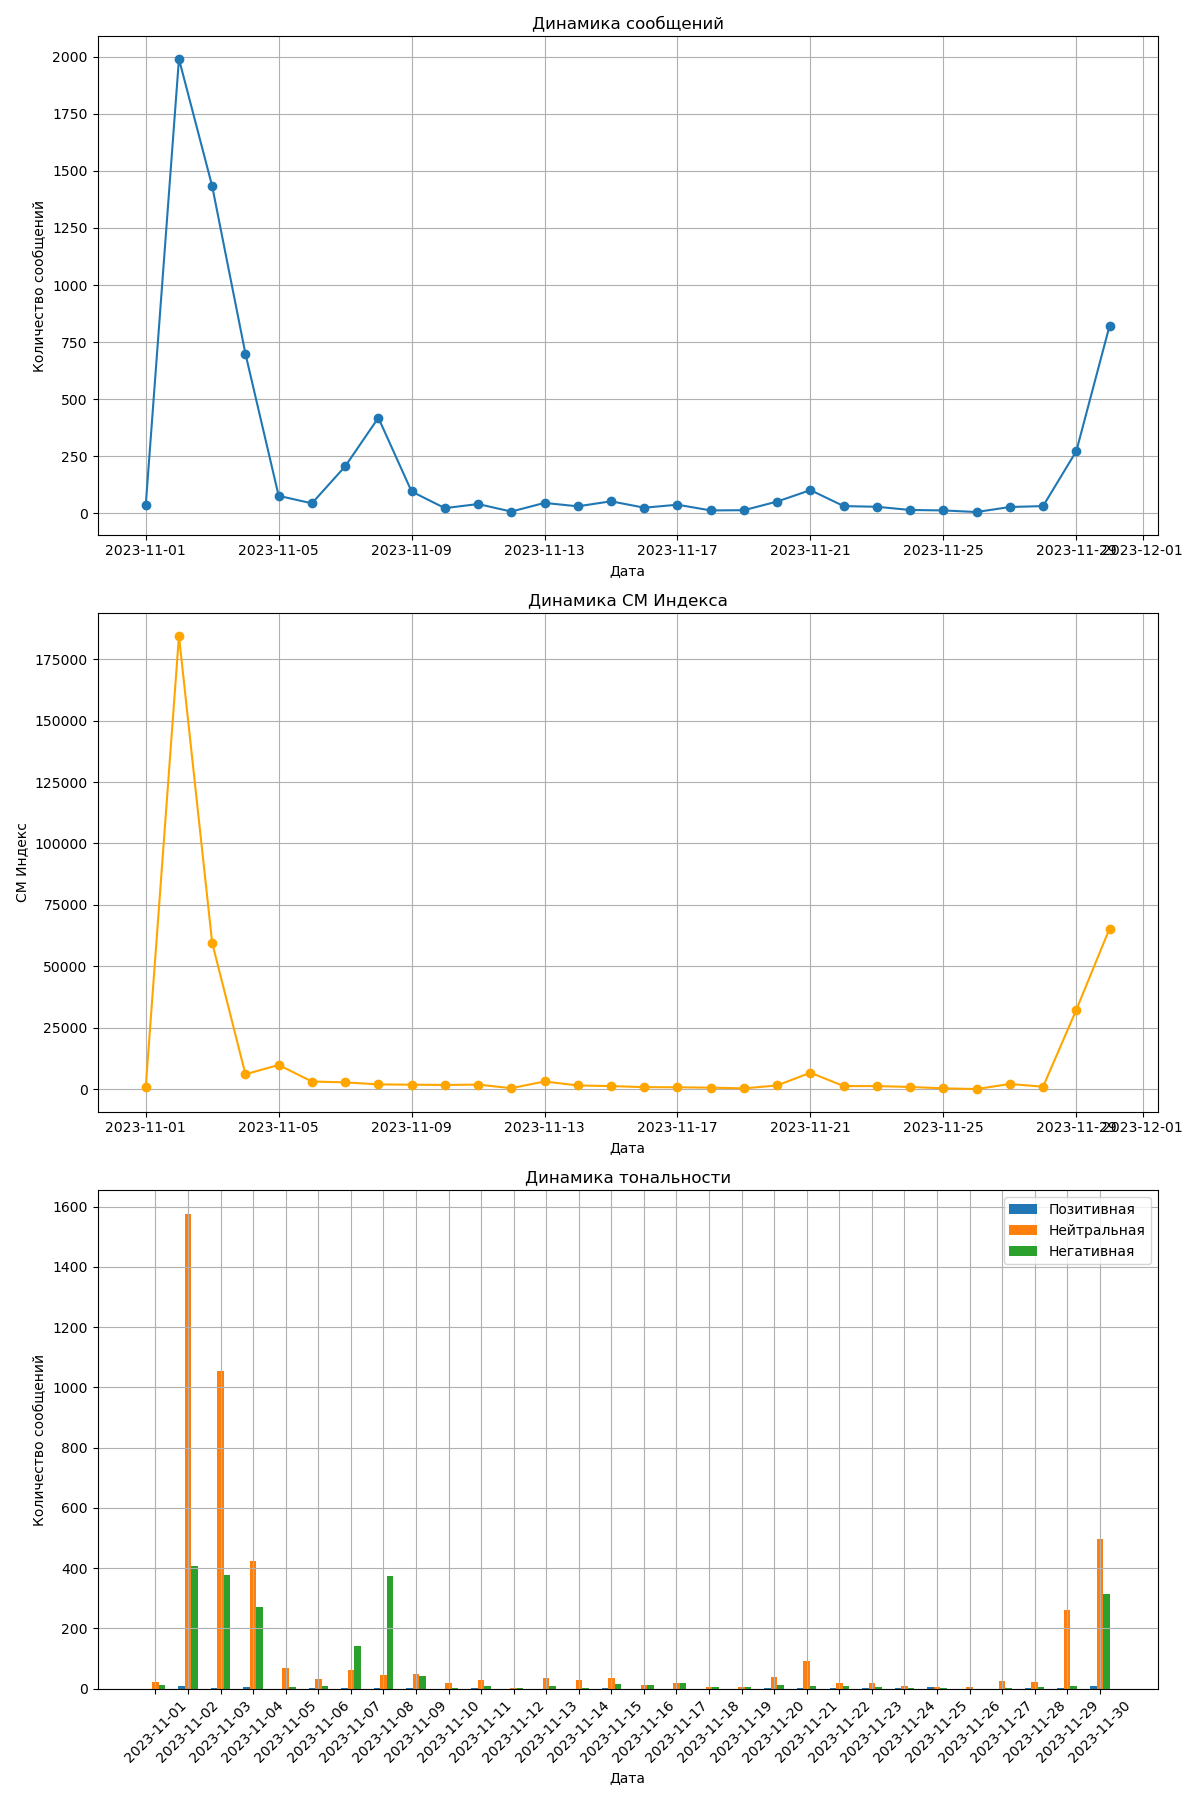 Динамика сообщений
2000
1750
1500
1250
1000
750
500
250
0
Количество сообщений
2023-11-01 2023-11-05 2023-11-09 2023-11-13 2023-11-17 2023-11-21 2023-11-25 2023-11-29 2023-12-01
Дата
Динамика СМ Индекса
175000
150000
125000
100000
75000
50000
25000
0
СМ Индекс
2023-11-01 2023-11-05 2023-11-09 2023-11-13 2023-11-17 2023-11-21 2023-11-25 2023-11-29 2023-12-01
Дата
Динамика тональности
1600
1400
1200
1000
800
600
400
200
0
Количество сообщений
Позитивная
Нейтральная
Негативная
2023-11-01 2023-11-02 2023-11-03 2023-11-04 2023-11-05 2023-11-06 2023-11-07 2023-11-08 2023-11-09 2023-11-10 2023-11-11 2023-11-12 2023-11-13 2023-11-14 2023-11-15 2023-11-16 2023-11-17 2023-11-18 2023-11-19 2023-11-20 2023-11-21 2023-11-22 2023-11-23 2023-11-24 2023-11-25 2023-11-26 2023-11-27 2023-11-28 2023-11-29 2023-11-30
Дата